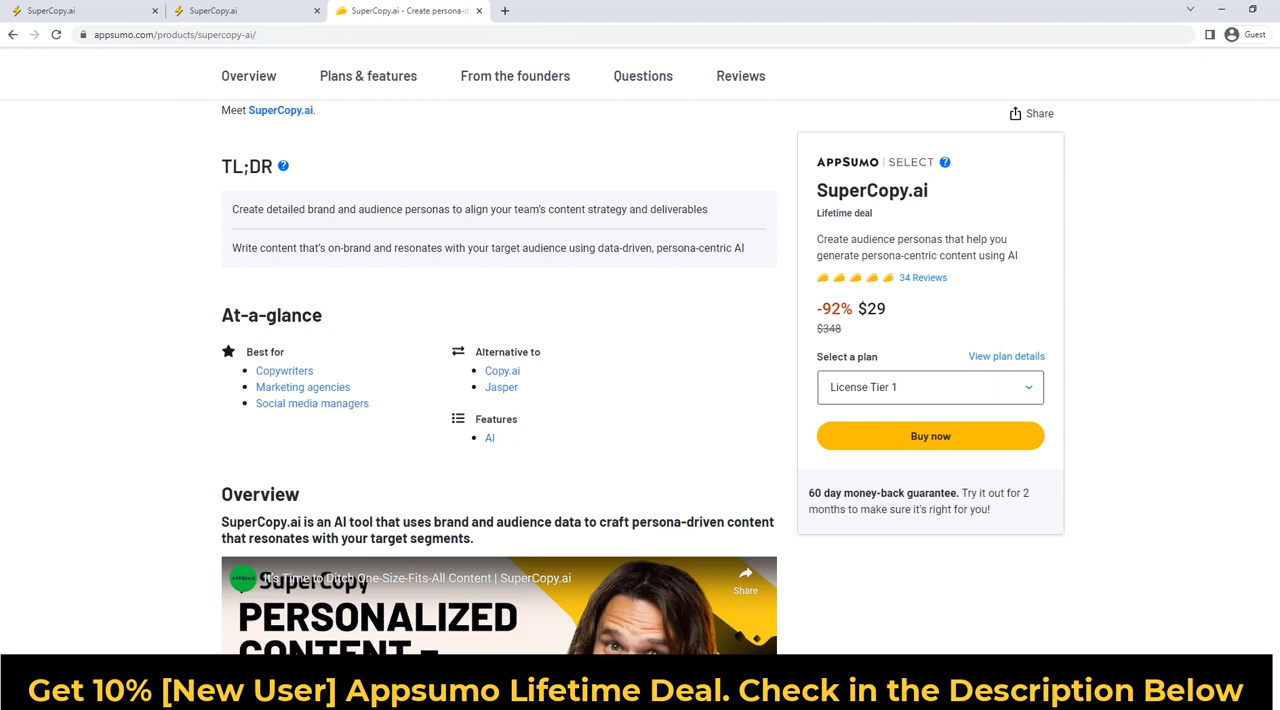 SuperCopy.ai
SuperCopy.ai
SuperCopy.ai - Create persona-d
appsumo.com/products/supercopy-ai/
Guest
Overview
Plans & features
From the founders
Questions
Reviews
Meet SuperCopy.ai.
Share
TL;DR ?
Create detailed brand and audience personas to align your team's content strategy and deliverables
Write content that's on-brand and resonates with your target audience using data-driven, persona-centric AI
At-a-glance
Best for
Copywriters
Marketing agencies
Social media managers
Alternative to
Copy.ai
Jasper
Features
AI
Overview
SuperCopy.ai is an AI tool that uses brand and audience data to craft persona-driven content
that resonates with your target segments.
APPSUMO
It's Time to Ditch One-Size-Fits-All Content | SuperCopy.ai
SuperCopy
Share
PERSONALIZED
CONTENT –
APPSUMO | SELECT ?
SuperCopy.ai
Lifetime deal
Create audience personas that help you
generate persona-centric content using AI
34 Reviews
-92% $29
$348
Select a plan
View plan details
License Tier 1
Buy now
60 day money-back guarantee. Try it out for 2
months to make sure it's right for you!
Get 10% [New User] Appsumo Lifetime Deal. Check in the Description Below